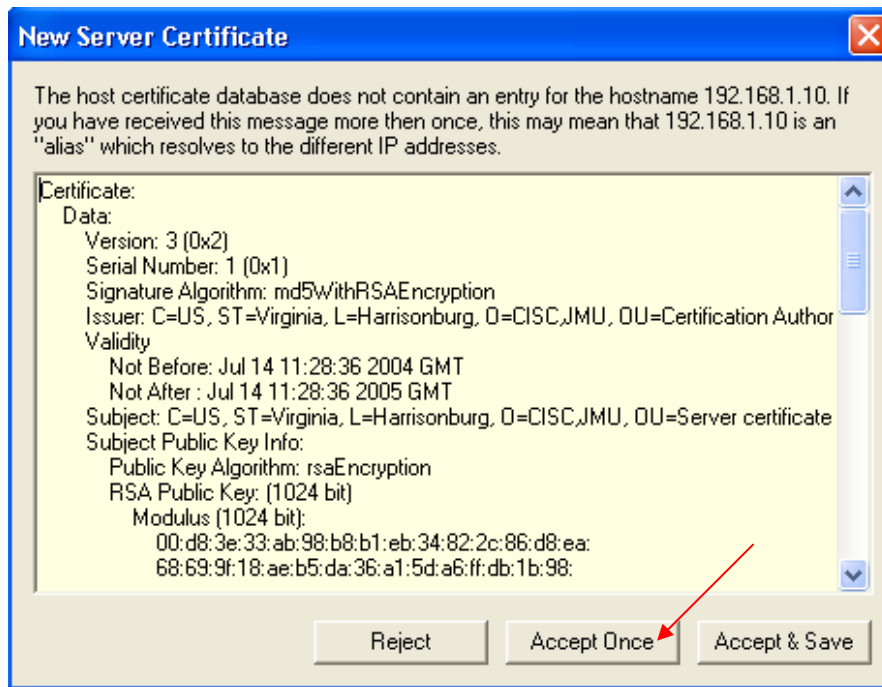 New Server Certificate
The host certificate database does not contain an entry for the hostname 192.168.1.10. If
you have received this message more then once, this may mean that 192.168.1.10 is an
"alias" which resolves to the different IP addresses.
Certificate:
Data:
Version: 3 (0x2)
Serial Number: 1 (0x1)
Signature Algorithm: md5WithRSAEncryption
Issuer: C=US, ST=Virginia, L=Harrisonburg, O=CISC,JMU, OU=Certification Author
Validity
Not Before: Jul 14 11:28:36 2004 GMT
Not After : Jul 14 11:28:36 2005 GMT
Subject: C=US, ST=Virginia, L=Harrisonburg, O=CISC,JMU, OU=Server certificate
Subject Public Key Info:
Public Key Algorithm: rsaEncryption
RSA Public Key: (1024 bit)
Modulus (1024 bit):
00:d8:3e:33:ab:98:b8:b1:eb:34:82:2c:86:d8:ea:
68:69:9f:18:ae:b5:da:36:a1:5d:a6:ff:db:1b:98:
Reject Accept Once Accept & Save